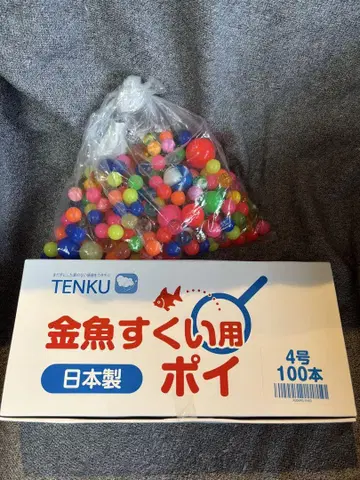 TENKU
金魚すくい用
日本製
ポイ
4号
100本